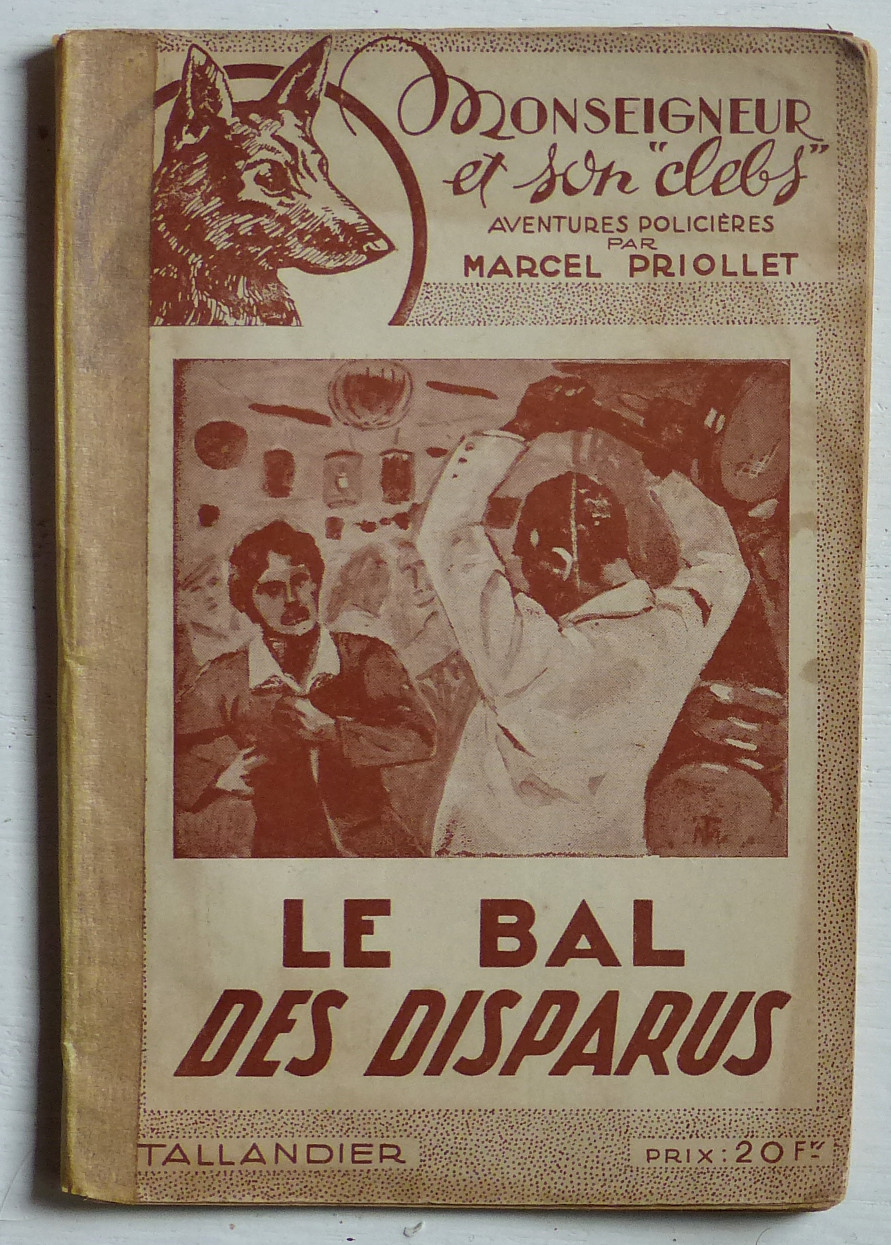 MONSEIGNEUR
et son "clebs"
AVENTURES POLICIÈRES
PAR
MARCEL PRIOLLET
LE BAL
DES DISPARUS
TALLANDIER
PRIX: 20 Frs